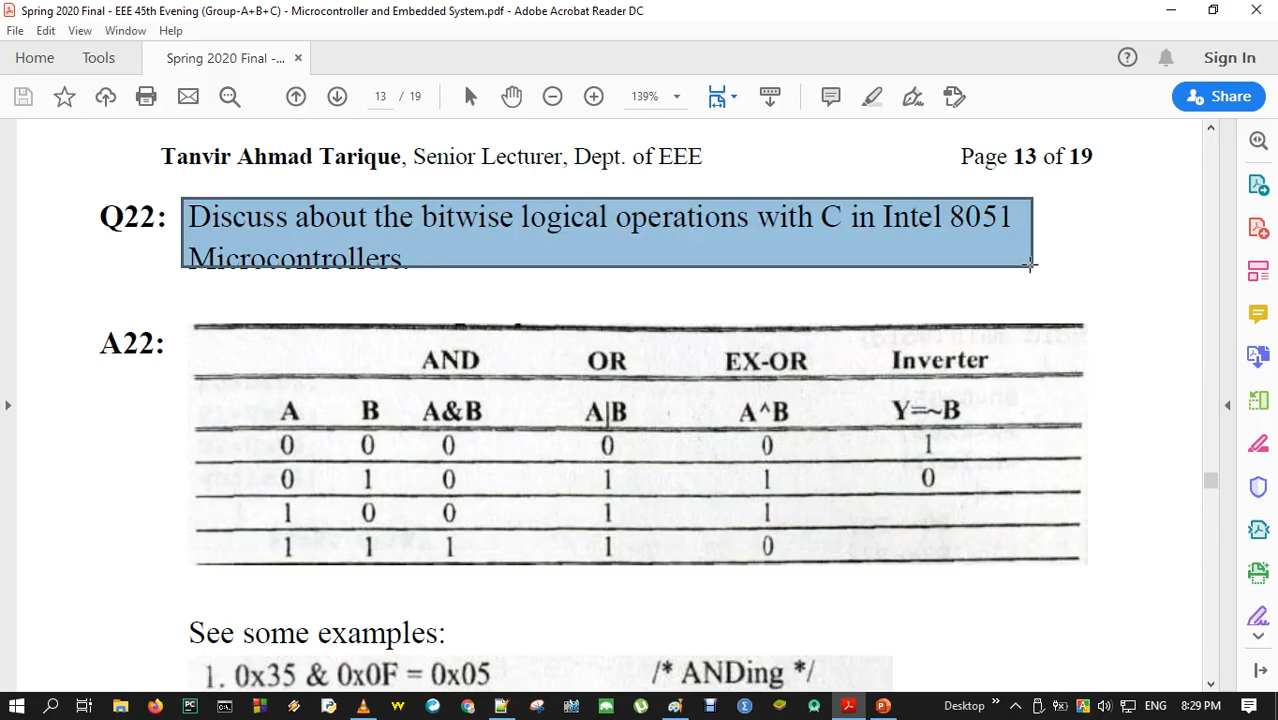 Spring 2020 Final - EEE 45th Evening (Group-A+B+C) - Microcontroller and Embedded System.pdf - Adobe Acrobat Reader DC
File Edit View Window Help
Home Tools Spring 2020 Final -... × Sign In
13 / 19 139% Share
Tanvir Ahmad Tarique, Senior Lecturer, Dept. of EEE Page 13 of 19
Q22: Discuss about the bitwise logical operations with C in Intel 8051
Microcontrollers.
A22:
AND OR EX-OR Inverter
A B A&B A|B A^B Y=~B
0 0 0 0 0 1
0 1 0 1 1 0
1 0 0 1 1
1 1 1 1 0
See some examples:
1. 0x35 & 0x0F = 0x05 /* ANDing */
Desktop ENG 8:29 PM